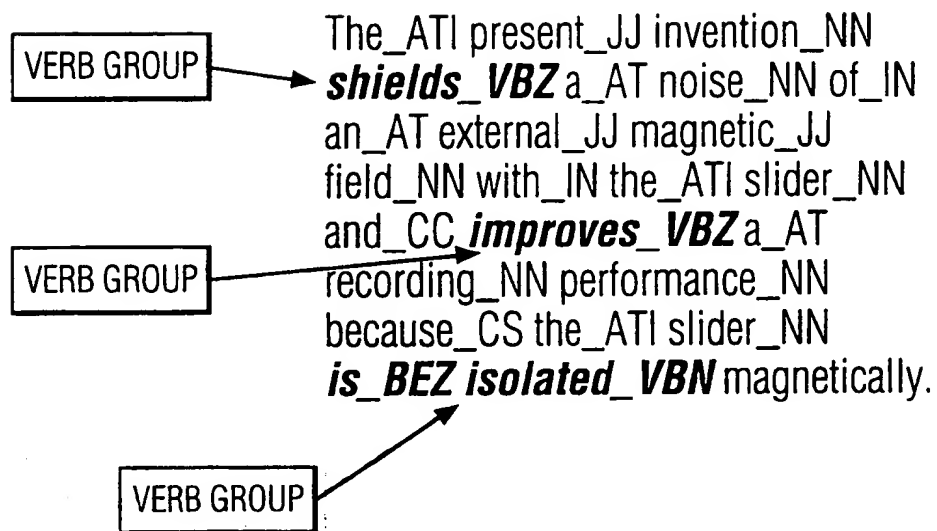 The_ATI present_JJ invention_NN
VERB GROUP
shields_VBZ a_AT noise_NN of_IN
an_AT external_JJ magnetic_JJ
field_NN with_IN the_ATI slider_NN
and_CC improves_VBZ a_AT
VERB GROUP
recording_NN performance_NN
because_CS the_ATI slider_NN
is_BEZ isolated_VBN magnetically.
VERB GROUP